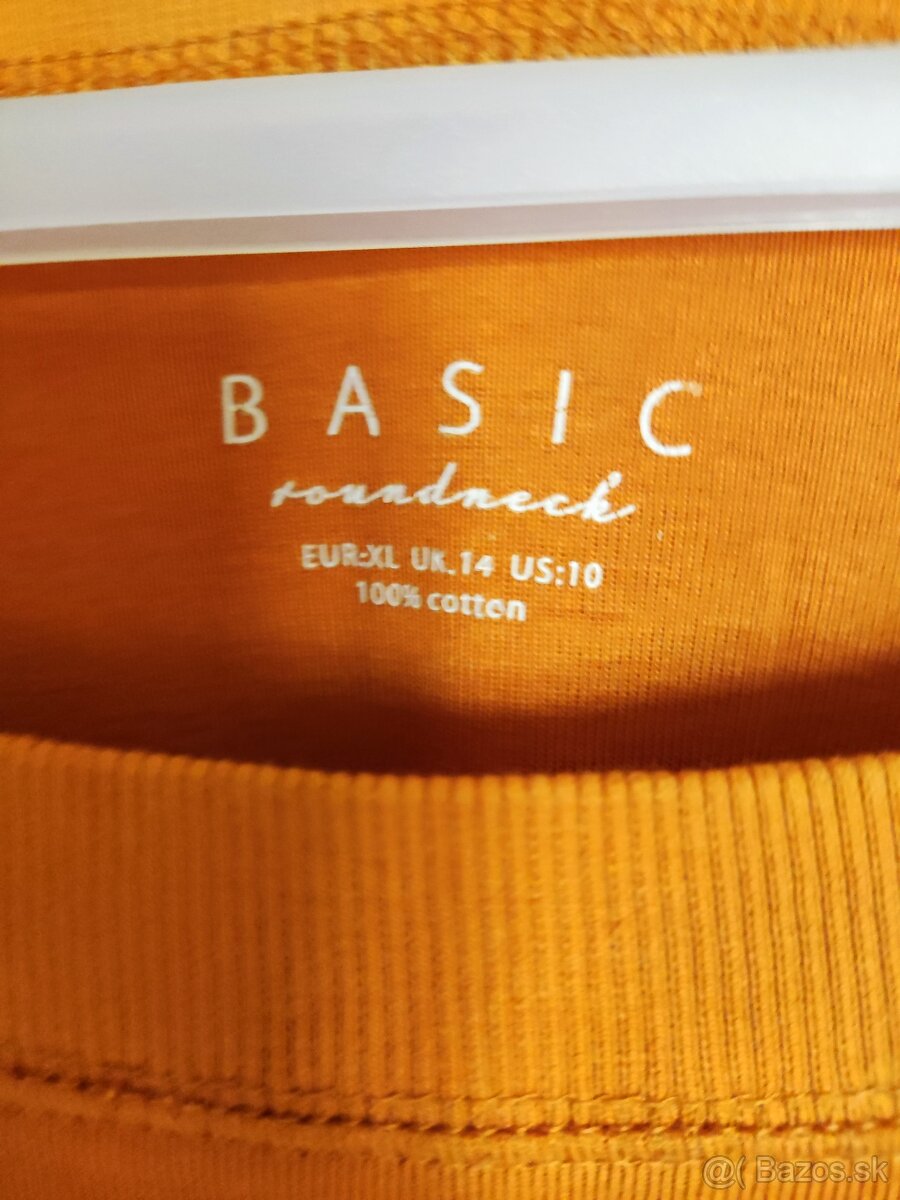 BASIC
roundneck
EUR:XL UK.14 US:10
100% cotton
@( Bazos.sk